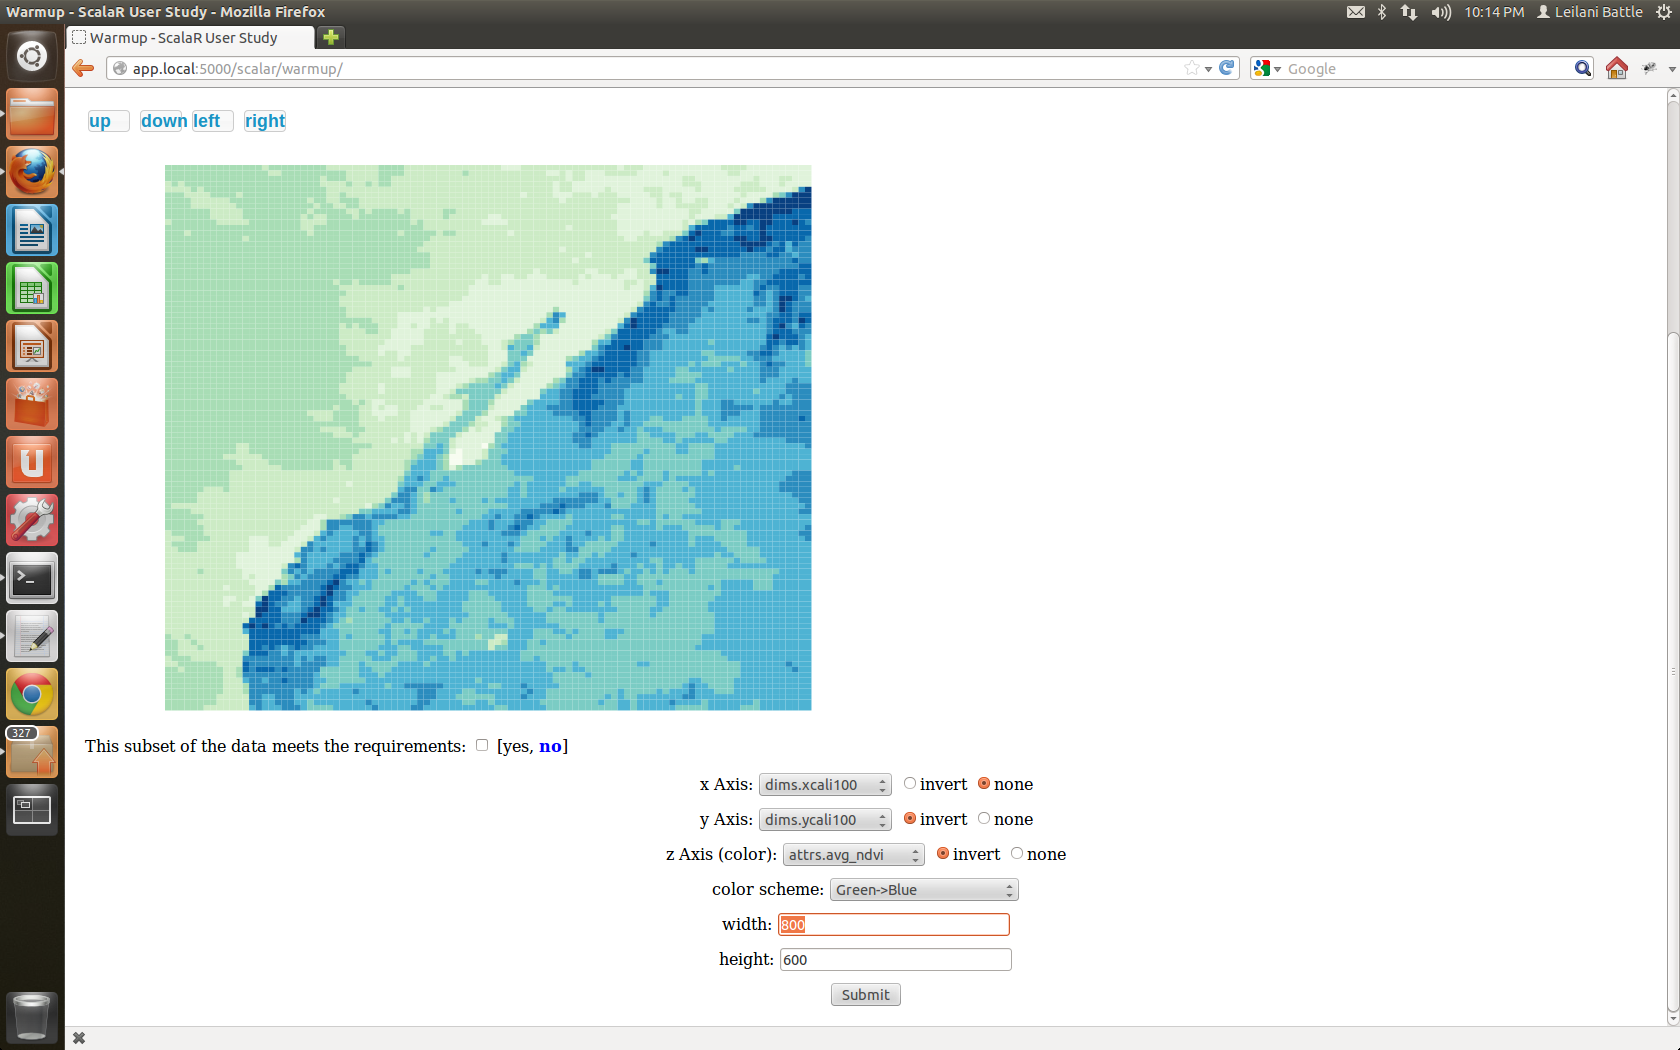 Warmup - ScalaR User Study - Mozilla Firefox
10:14 PM Leilani Battle
Warmup - ScalaR User Study
app.local:5000/scalar/warmup/
Google
up down left right
This subset of the data meets the requirements: [yes, no]
x Axis: dims.xcali100 invert none
y Axis: dims.ycali100 invert none
z Axis (color): attrs.avg_ndvi invert none
color scheme: Green->Blue
width: 800
height: 600
Submit
327